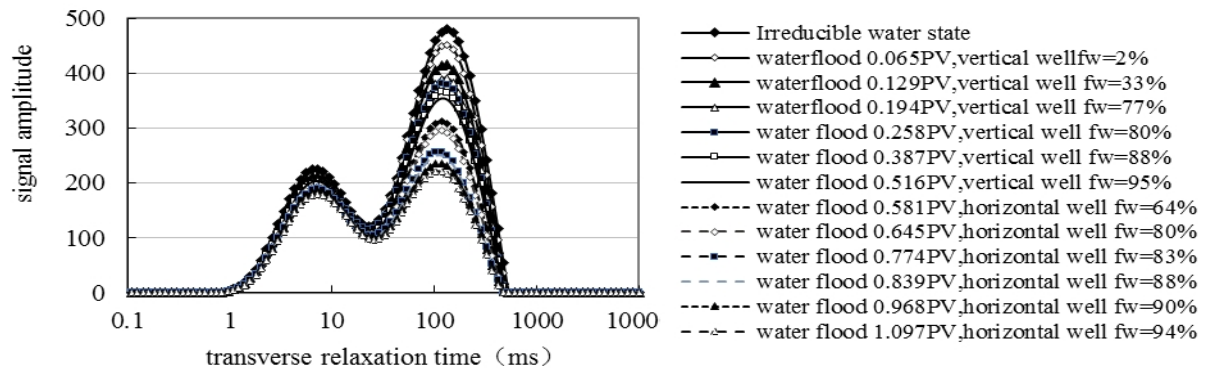 signal amplitude
500
400
300
200
100
0
0.1 1 10 100 1000 1000
transverse relaxation time（ms）
Irreducible water state
waterflood 0.065PV,vertical wellfw=2%
waterflood 0.129PV,vertical well fw=33%
waterflood 0.194PV,vertical well fw=77%
water flood 0.258PV,vertical well fw=80%
water flood 0.387PV,vertical well fw=88%
water flood 0.516PV,vertical well fw=95%
water flood 0.581PV,horizontal well fw=64%
water flood 0.645PV,horizontal well fw=80%
water flood 0.774PV,horizontal well fw=83%
water flood 0.839PV,horizontal well fw=88%
water flood 0.968PV,horizontal well fw=90%
water flood 1.097PV,horizontal well fw=94%